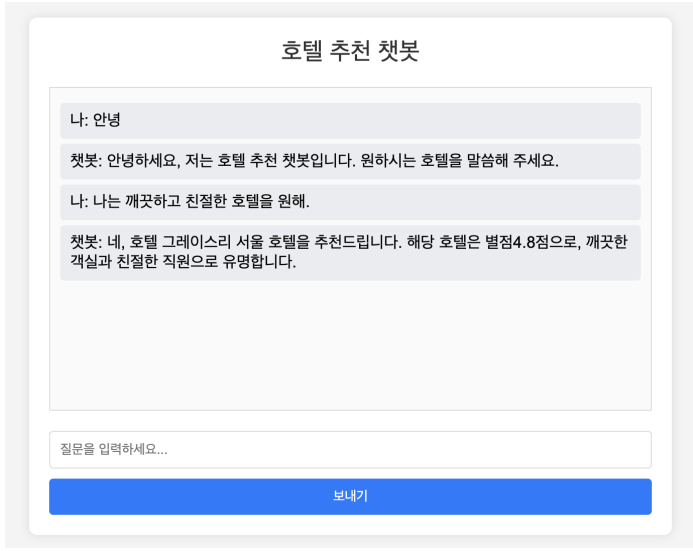 호텔 추천 챗봇
나: 안녕
챗봇: 안녕하세요, 저는 호텔 추천 챗봇입니다. 원하시는 호텔을 말씀해 주세요.
나: 나는 깨끗하고 친절한 호텔을 원해.
챗봇: 네, 호텔 그레이스리 서울 호텔을 추천드립니다. 해당 호텔은 별점4.8점으로, 깨끗한
객실과 친절한 직원으로 유명합니다.
질문을 입력하세요...
보내기